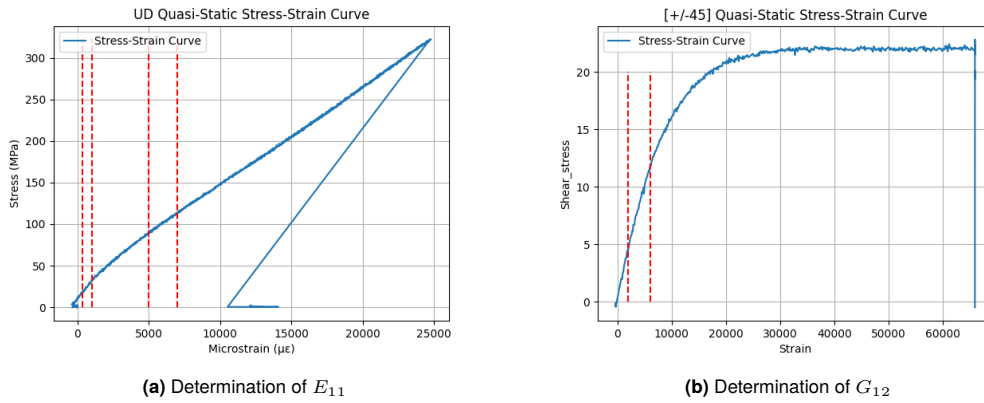 UD Quasi-Static Stress-Strain Curve
Stress-Strain Curve
Stress (MPa)
300
250
200
150
100
50
0
0 5000 10000 15000 20000 25000
Microstrain (με)
(a) Determination of E11
[+/-45] Quasi-Static Stress-Strain Curve
Stress-Strain Curve
Shear_stress
20
15
10
5
0
0 10000 20000 30000 40000 50000 60000
Strain
(b) Determination of G12